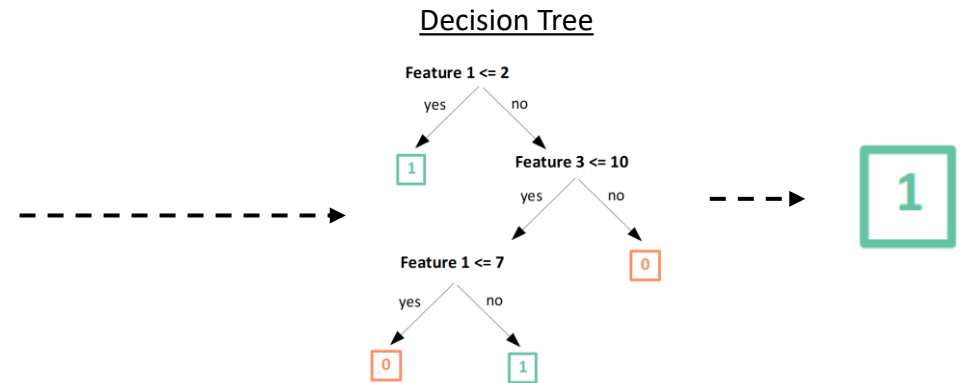 Decision Tree
Feature 1 <= 2
yes no
1
Feature 3 <= 10
1
yes no
Feature 1 <= 7
0
yes no
0
1